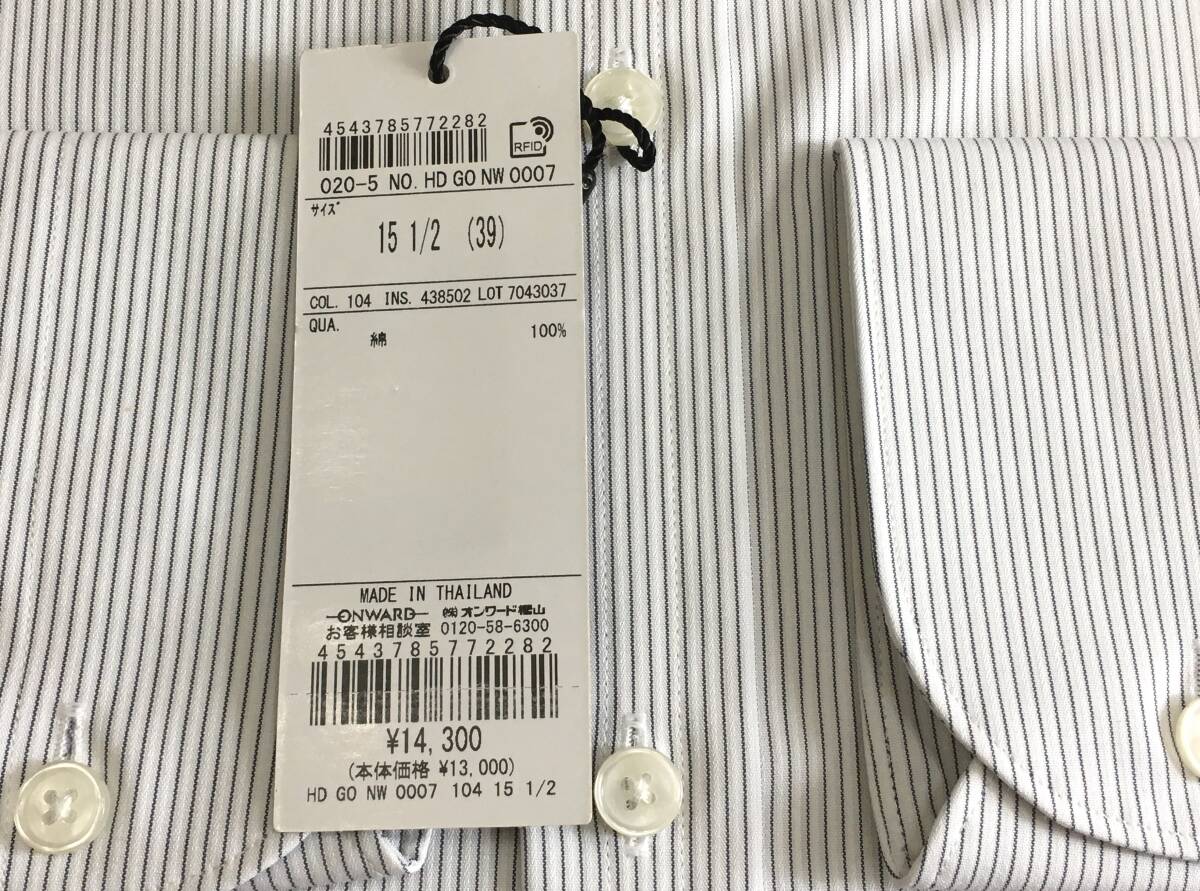 4543785772282
RFID
020-5 NO. HD GO NW 0007
サイズ
15 1/2 (39)
COL. 104 INS. 438502 LOT 7043037
QUA.
綿 100%
MADE IN THAILAND
ONWARD ㈱オンワード樫山
お客様相談室 0120-58-6300
4543785772282
¥14,300
(本体価格 ¥13,000)
HD GO NW 0007 104 15 1/2